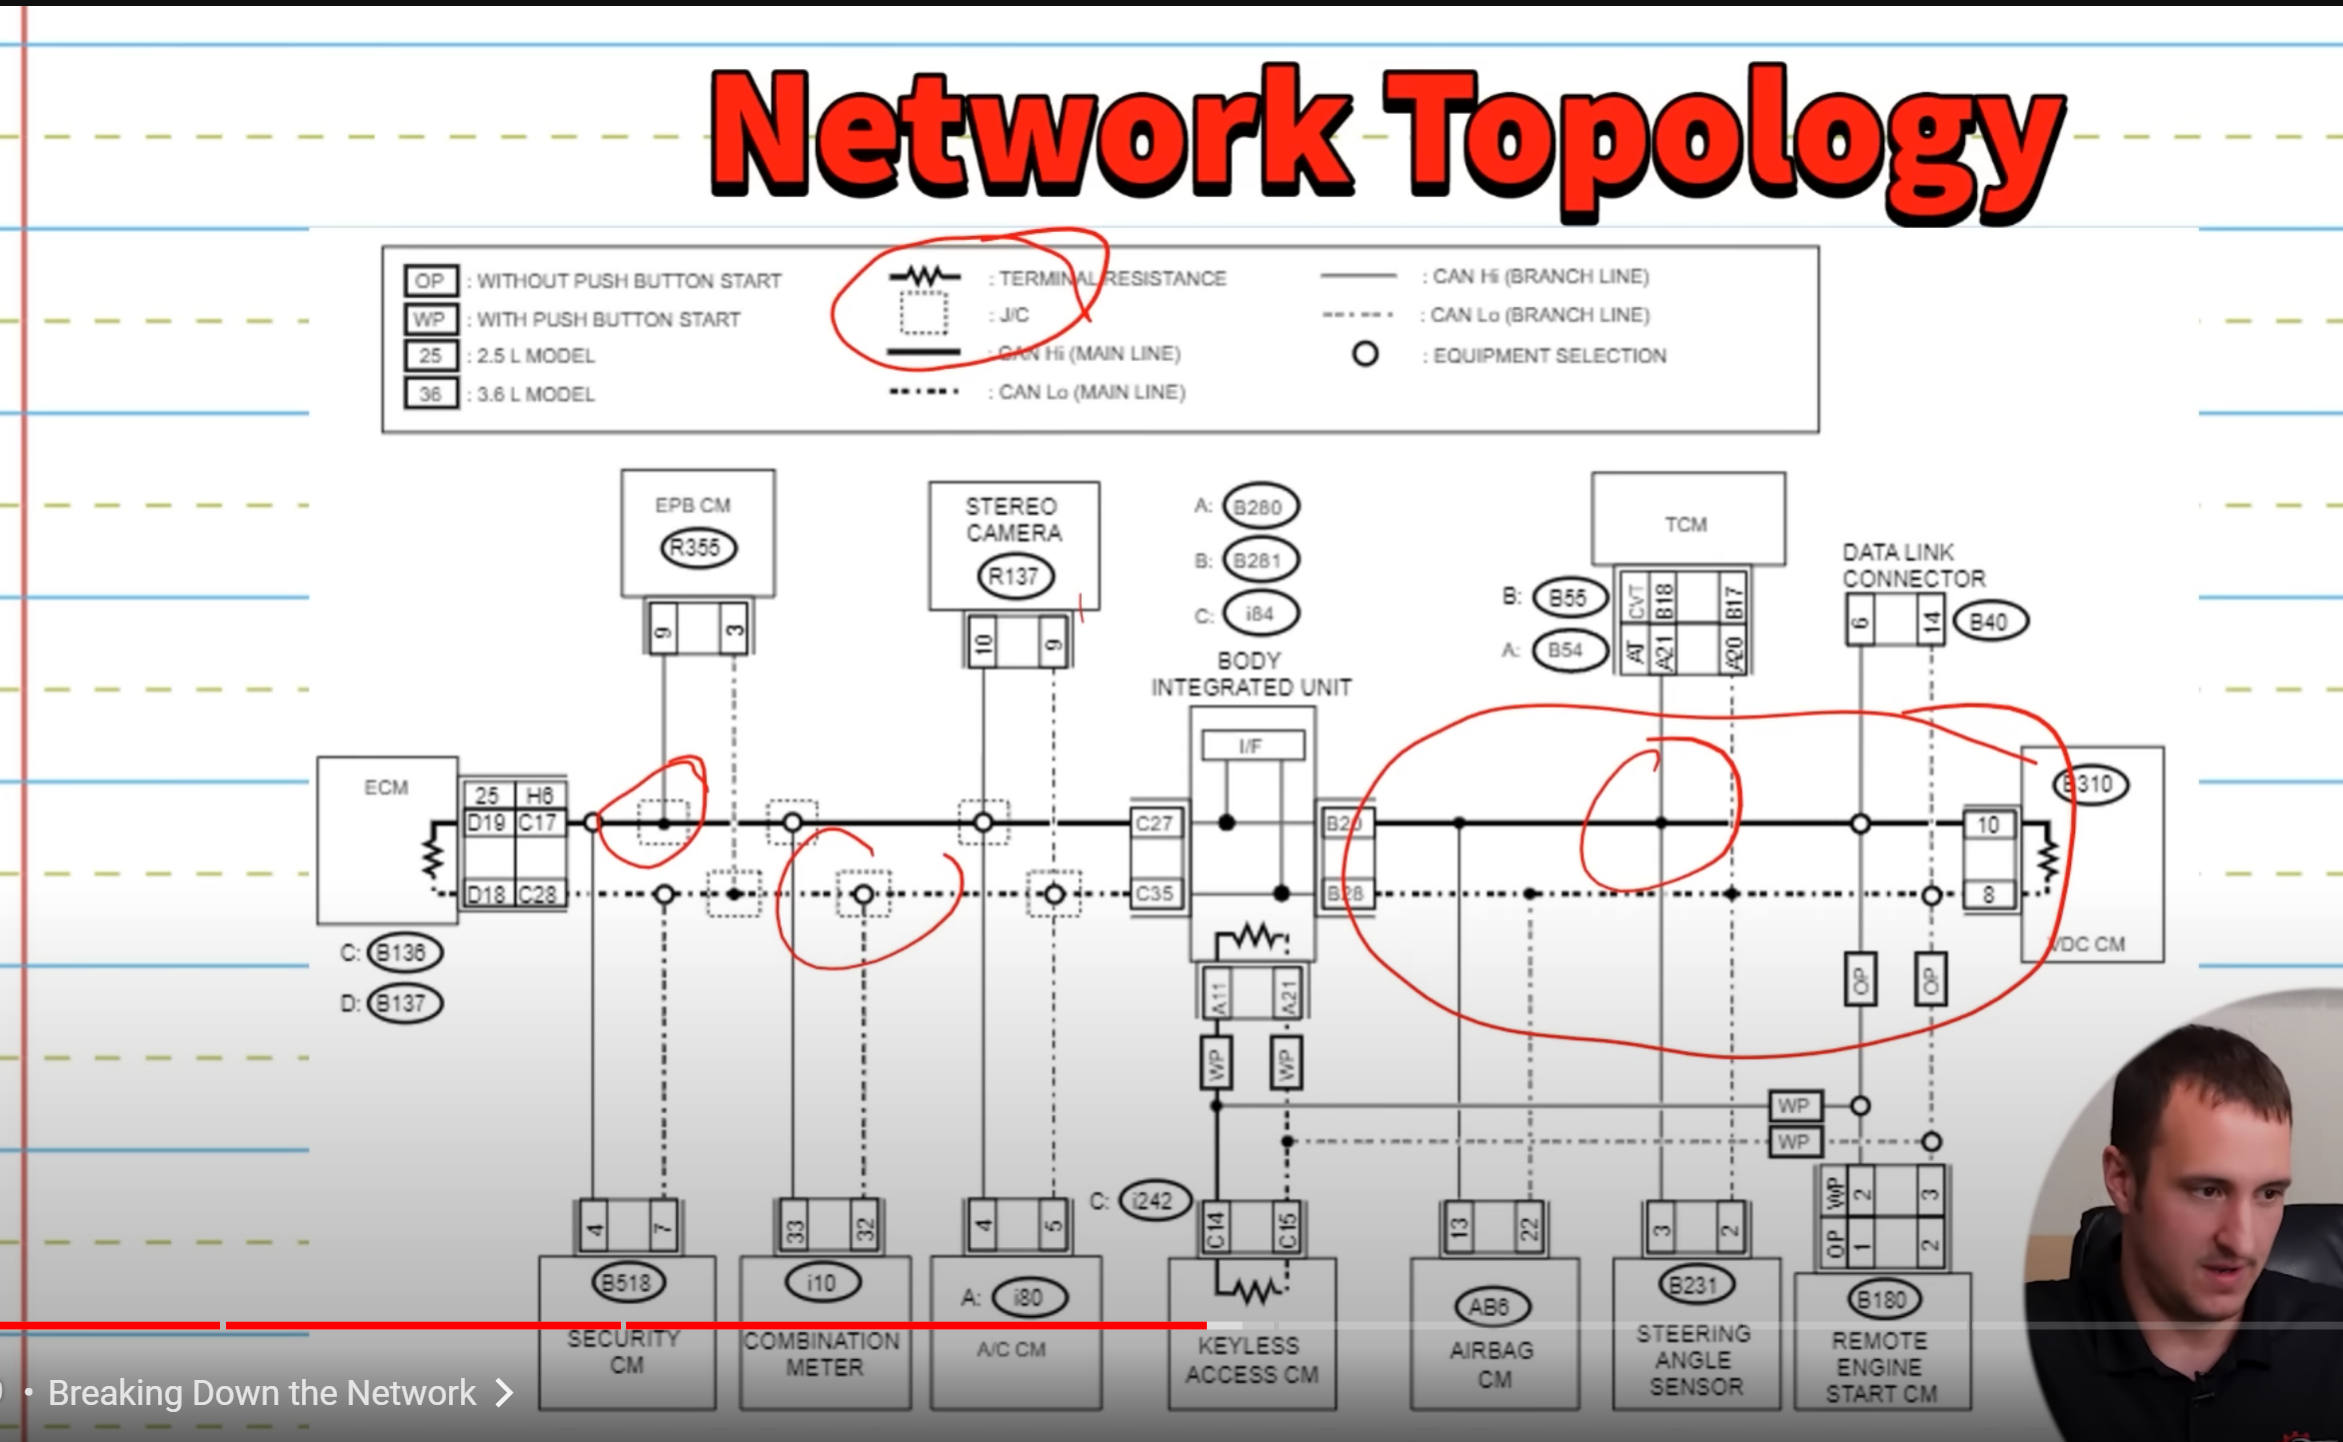 Network Topology
OP : WITHOUT PUSH BUTTON START
WP : WITH PUSH BUTTON START
25 : 2.5 L MODEL
36 : 3.6 L MODEL
: TERMINAL RESISTANCE
: J/C
: CAN Hi (MAIN LINE)
: CAN Lo (MAIN LINE)
: CAN Hi (BRANCH LINE)
: CAN Lo (BRANCH LINE)
: EQUIPMENT SELECTION
EPB CM
R355
9 3
STEREO
CAMERA
R137
10 9
A: B280
B: B281
C: i84
BODY
INTEGRATED UNIT
I/F
TCM
B: B55
A: B54
CVT B18 B17
AT A21 A20
DATA LINK
CONNECTOR
6 14
B40
ECM
25 H6
D19 C17
D18 C28
C: B136
D: B137
C27
C35
B20
B28
10
8
B310
VDC CM
A11 A21
WP WP
OP OP
WP
WP
4 7
B518
SECURITY
CM
33 32
i10
COMBINATION
METER
4 5
A: i80
A/C CM
C: i242
C14 C15
KEYLESS
ACCESS CM
13 22
AB6
AIRBAG
CM
3 2
B231
STEERING
ANGLE
SENSOR
WP 2 3
OP 1 2
B180
REMOTE
ENGINE
START CM
• Breaking Down the Network